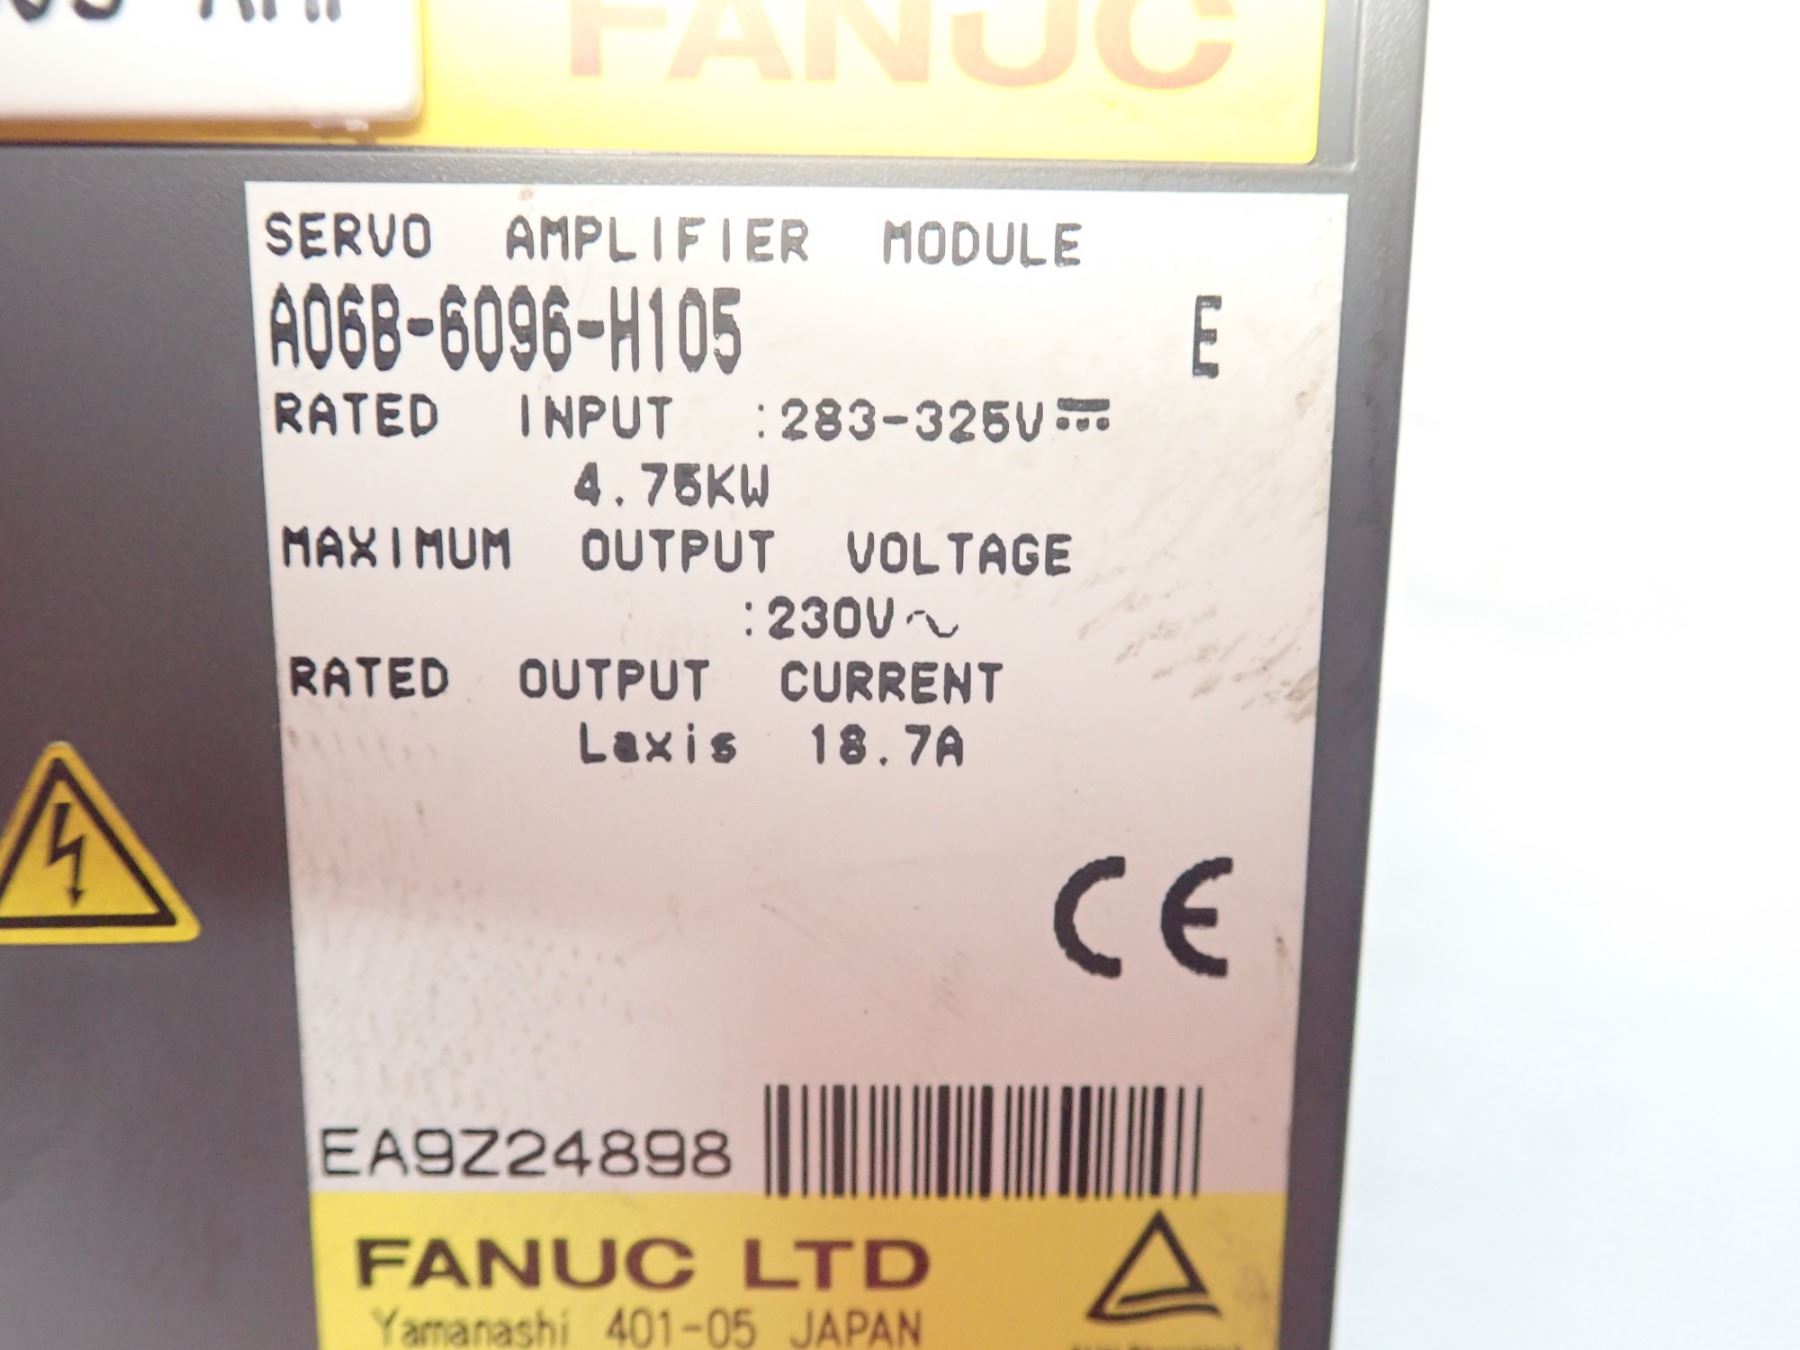 FANUC
SERVO AMPLIFIER MODULE
A06B-6096-H105 E
RATED INPUT :283-325V
4.75KW
MAXIMUM OUTPUT VOLTAGE
:230V~
RATED OUTPUT CURRENT
Laxis 18.7A
CE
EA9Z24898
FANUC LTD
Yamanashi 401-05 JAPAN